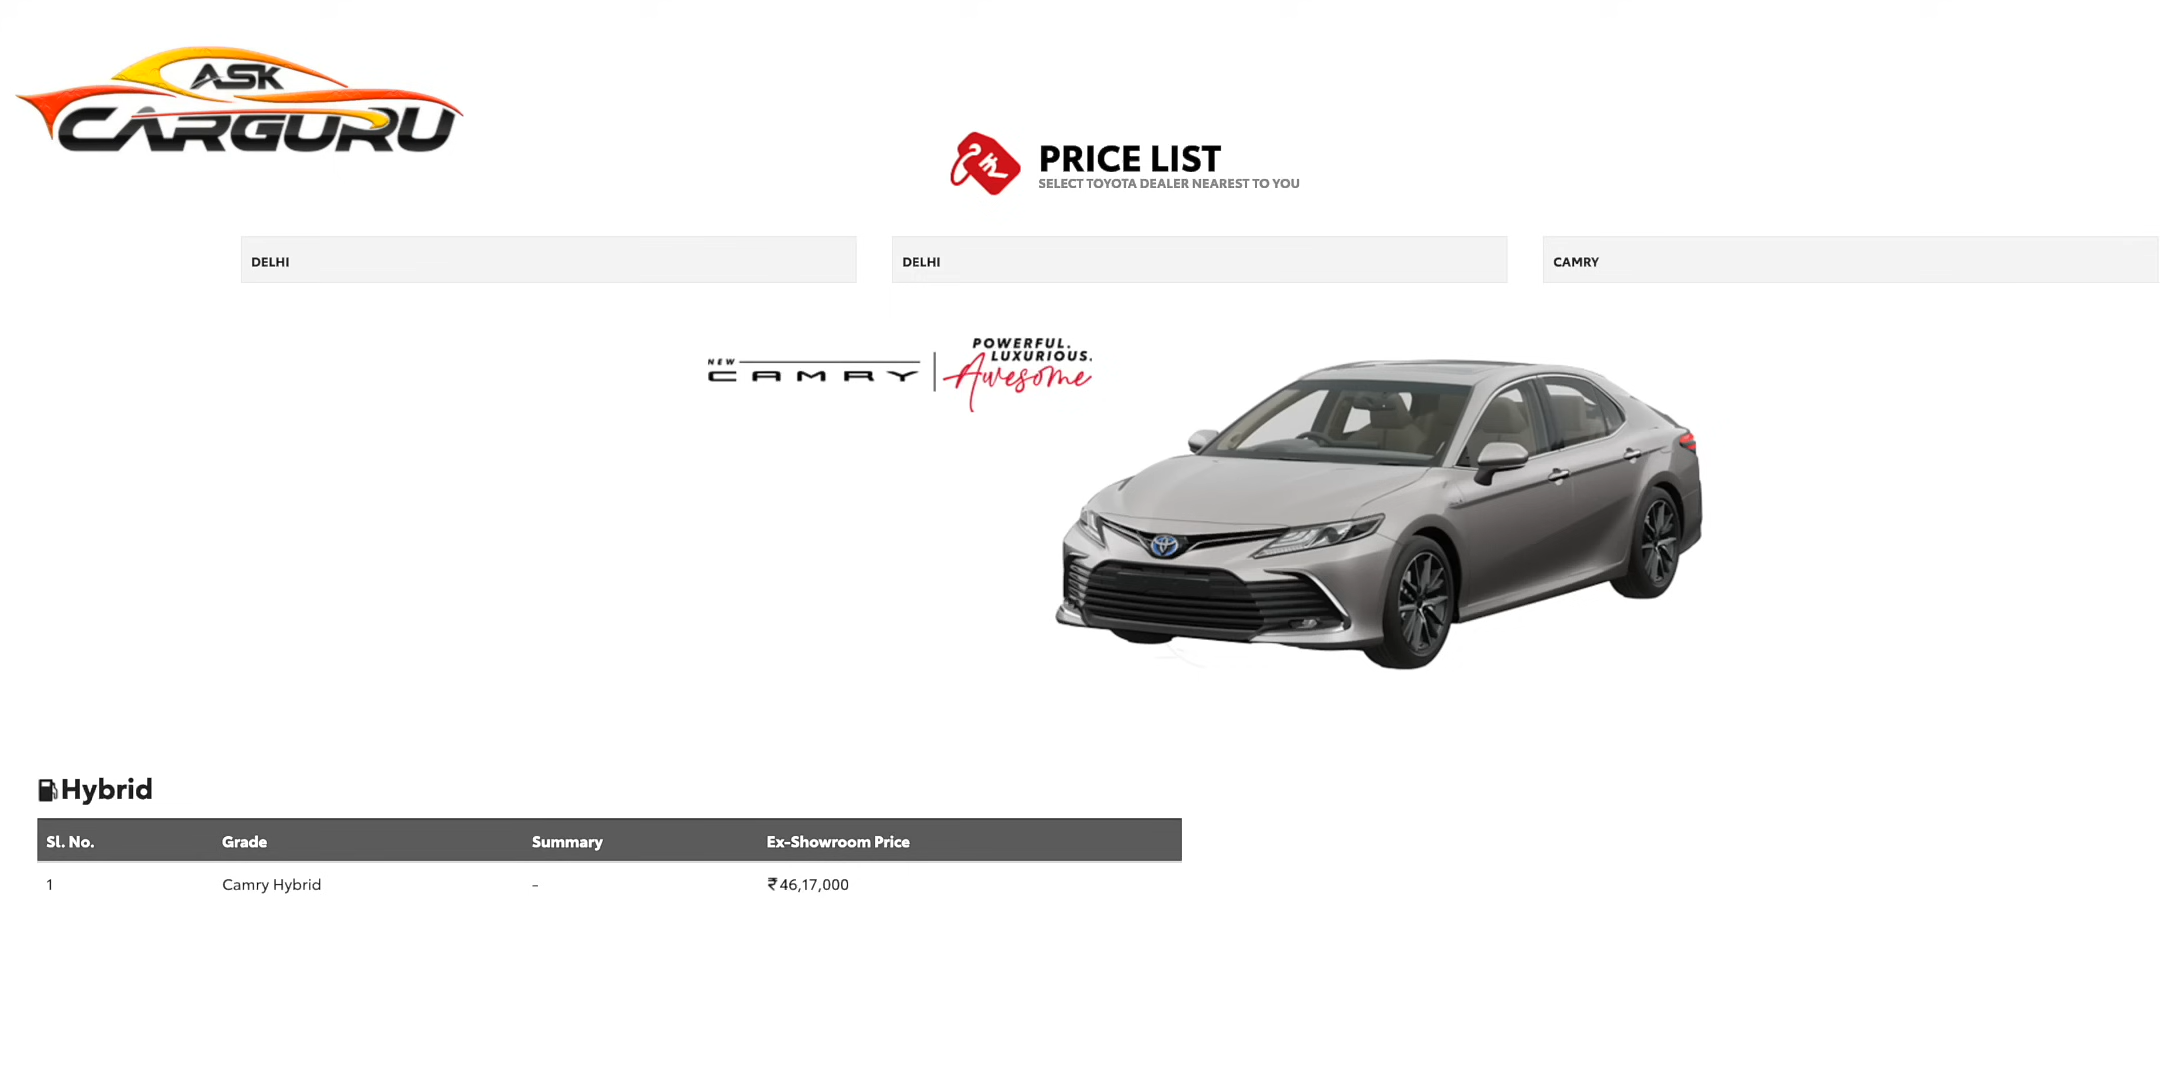 ASK
CARGURU
PRICE LIST
SELECT TOYOTA DEALER NEAREST TO YOU
DELHI
DELHI
CAMRY
NEW
CAMRY
POWERFUL.
LUXURIOUS.
Awesome
Hybrid
Sl. No. Grade Summary Ex-Showroom Price
1 Camry Hybrid - ₹46,17,000